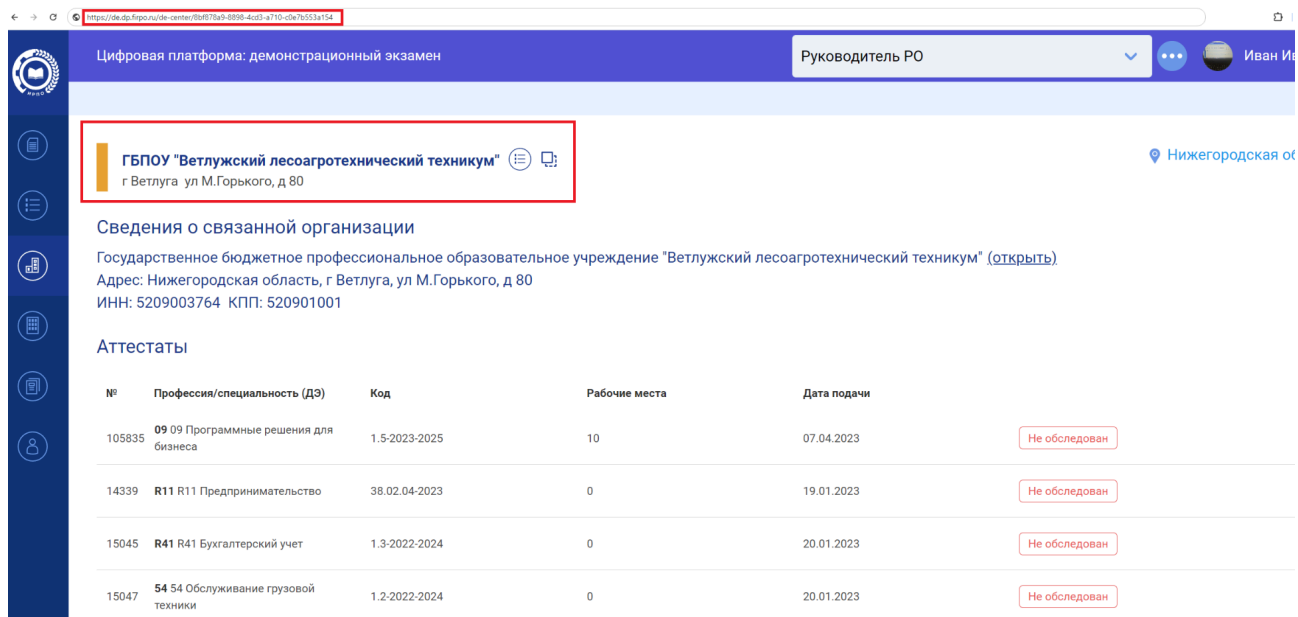 https://de.dp.firpo.ru/de-center/8bf878a9-8898-4cd3-a710-c0e7b553a154
Цифровая платформа: демонстрационный экзамен
Руководитель РО
Иван Ив
ИРПО
ГБПОУ "Ветлужский лесоагротехнический техникум"
г Ветлуга ул М.Горького, д 80
Нижегородская об
Сведения о связанной организации
Государственное бюджетное профессиональное образовательное учреждение "Ветлужский лесоагротехнический техникум" (открыть)
Адрес: Нижегородская область, г Ветлуга, ул М.Горького, д 80
ИНН: 5209003764 КПП: 520901001
Аттестаты
№ Профессия/специальность (ДЭ) Код Рабочие места Дата подачи
105835 09 09 Программные решения для бизнеса 1.5-2023-2025 10 07.04.2023 Не обследован
14339 R11 R11 Предпринимательство 38.02.04-2023 0 19.01.2023 Не обследован
15045 R41 R41 Бухгалтерский учет 1.3-2022-2024 0 20.01.2023 Не обследован
15047 54 54 Обслуживание грузовой техники 1.2-2022-2024 0 20.01.2023 Не обследован